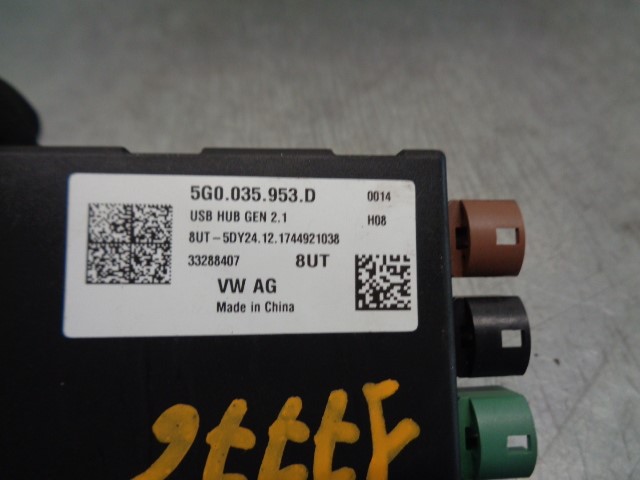 5G0.035.953.D 0014
USB HUB GEN 2.1 H08
8UT-5DY24.12.1744921038
33288407 8UT
VW AG
Made in China